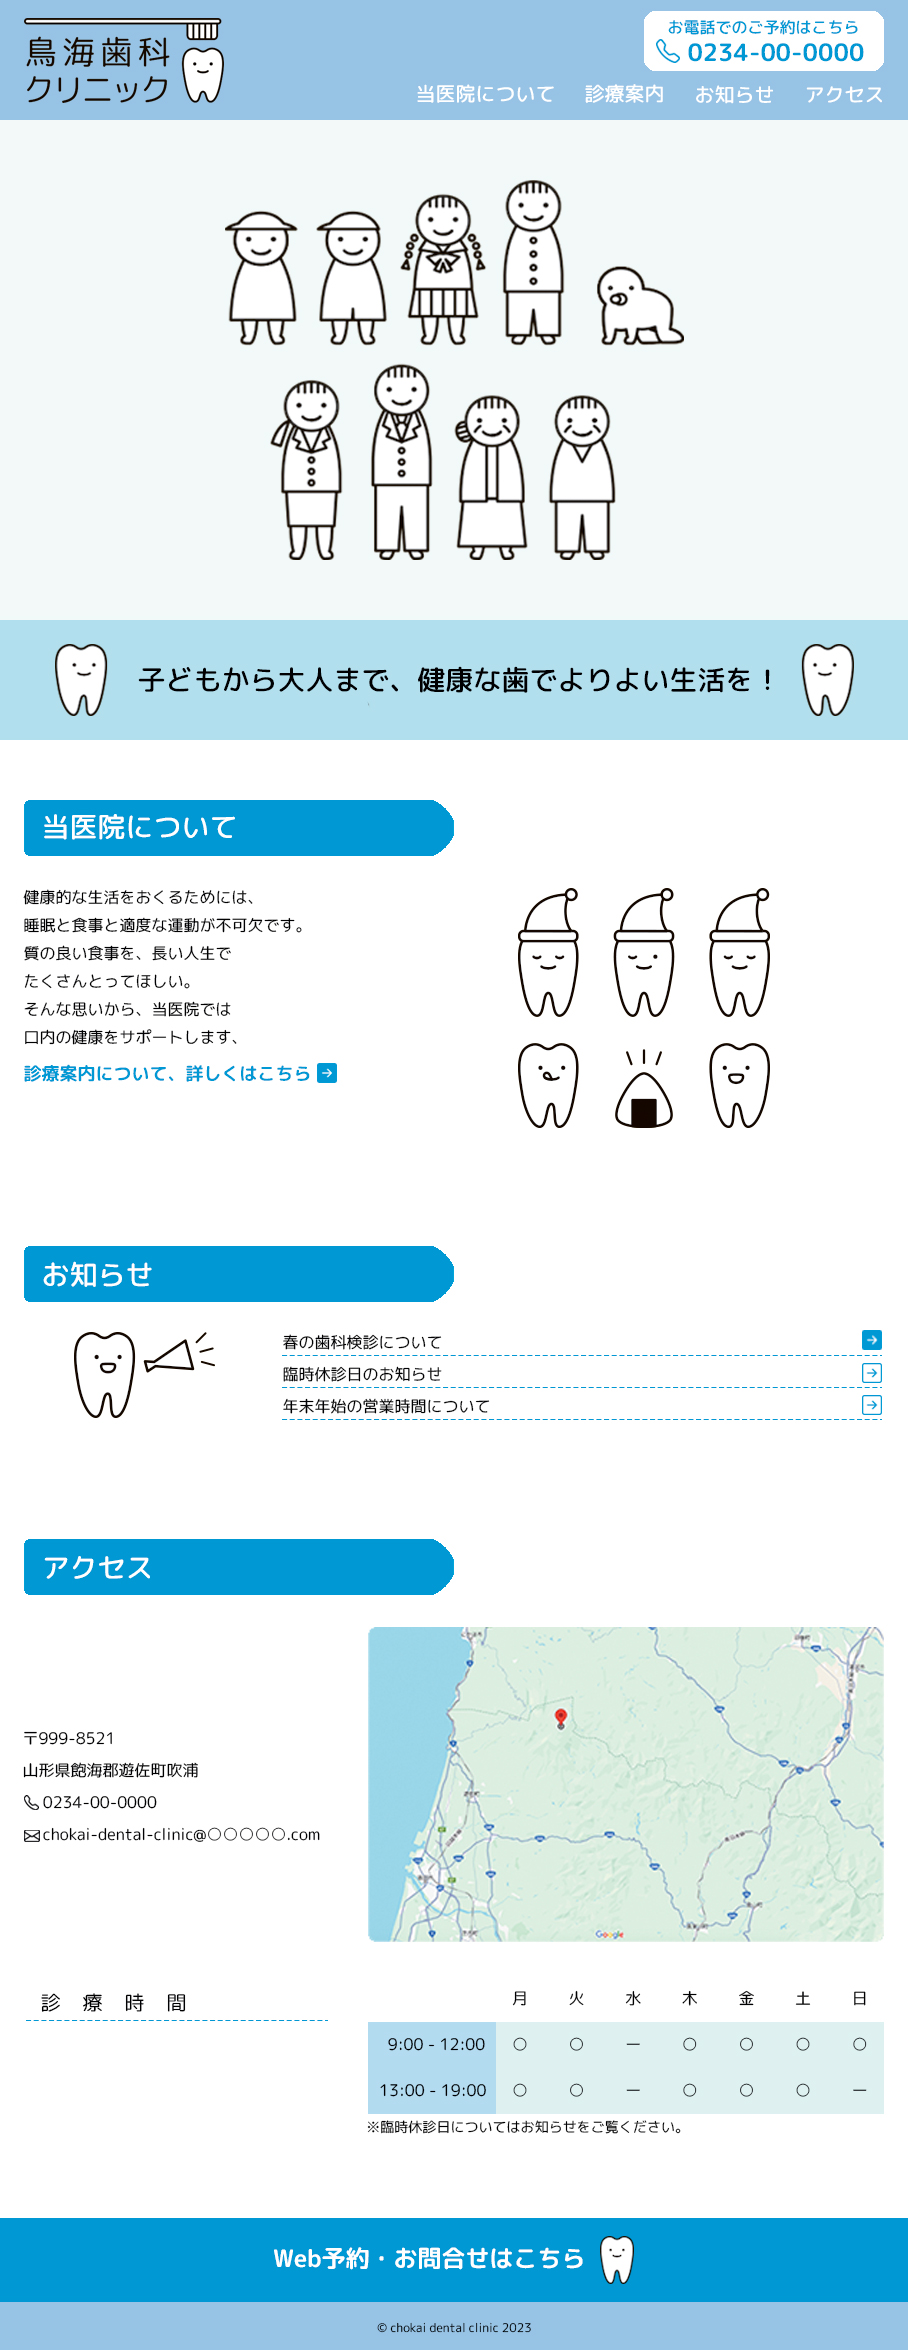 鳥海歯科
クリニック
お電話でのご予約はこちら
0234-00-0000
当医院について 診療案内 お知らせ アクセス
子どもから大人まで、健康な歯でよりよい生活を！
当医院について
健康的な生活をおくるためには、
睡眠と食事と適度な運動が不可欠です。
質の良い食事を、長い人生で
たくさんとってほしい。
そんな思いから、当医院では
口内の健康をサポートします、
診療案内について、詳しくはこちら
お知らせ
春の歯科検診について
臨時休診日のお知らせ
年末年始の営業時間について
アクセス
〒999-8521
山形県飽海郡遊佐町吹浦
0234-00-0000
chokai-dental-clinic@〇〇〇〇〇.com
Google
診 療 時 間
月 火 水 木 金 土 日
9:00 - 12:00 〇 〇 ー 〇 〇 〇 〇
13:00 - 19:00 〇 〇 ー 〇 〇 〇 ー
※臨時休診日についてはお知らせをご覧ください。
Web予約・お問合せはこちら
© chokai dental clinic 2023